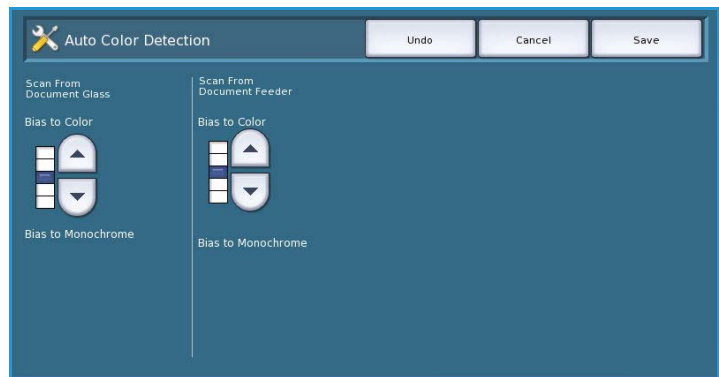 Auto Color Detection
Undo
Cancel
Save
Scan From
Document Glass
Bias to Color
Bias to Monochrome
Scan From
Document Feeder
Bias to Color
Bias to Monochrome